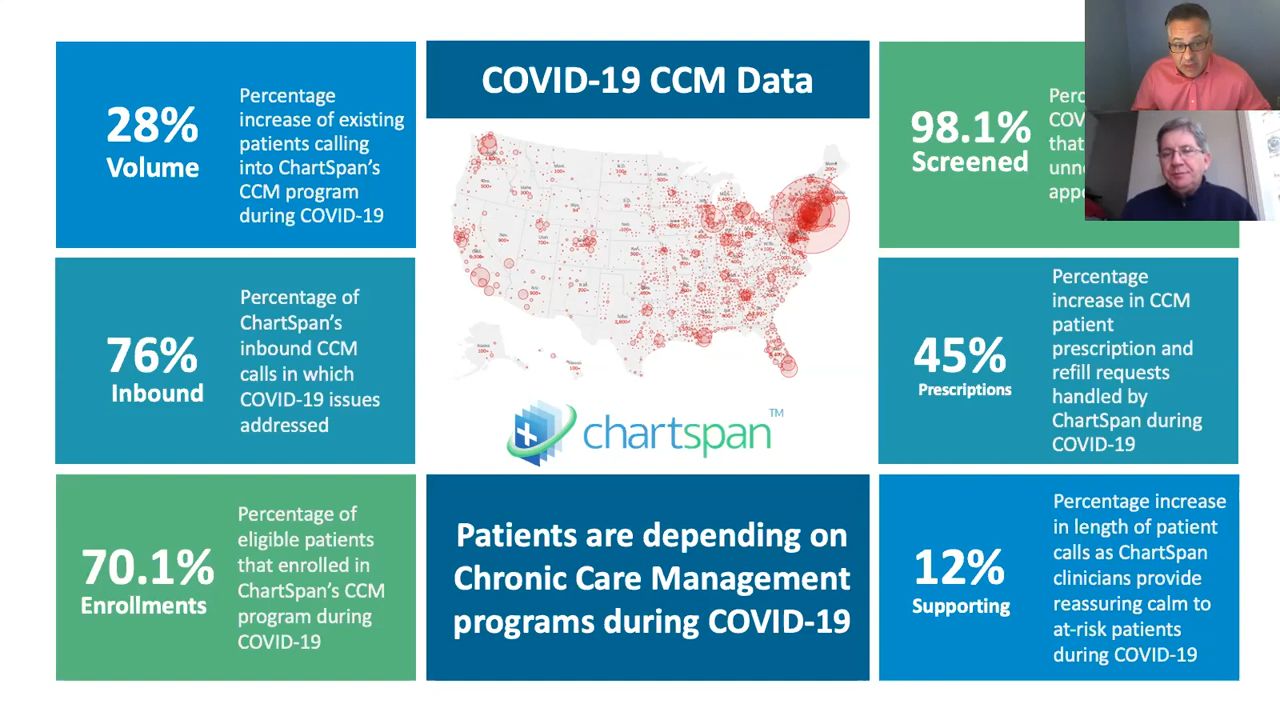 28%
Volume
Percentage
increase of existing
patients calling
into ChartSpan's
CCM program
during COVID-19
COVID-19 CCM Data
98.1%
Screened
76%
Inbound
Percentage of
ChartSpan's
inbound CCM
calls in which
COVID-19 issues
addressed
chartspan™
45%
Prescriptions
Percentage
increase in CCM
patient
prescription and
refill requests
handled by
ChartSpan during
COVID-19
70.1%
Enrollments
Percentage of
eligible patients
that enrolled in
ChartSpan's CCM
program during
COVID-19
Patients are depending on
Chronic Care Management
programs during COVID-19
12%
Supporting
Percentage increase
in length of patient
calls as ChartSpan
clinicians provide
reassuring calm to
at-risk patients
during COVID-19